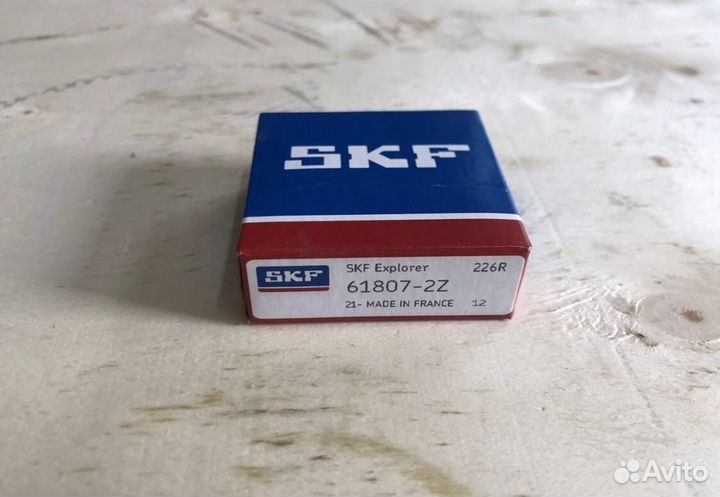 SKF
SKF SKF Explorer 226R
61807-2Z
21- MADE IN FRANCE 12
Avito